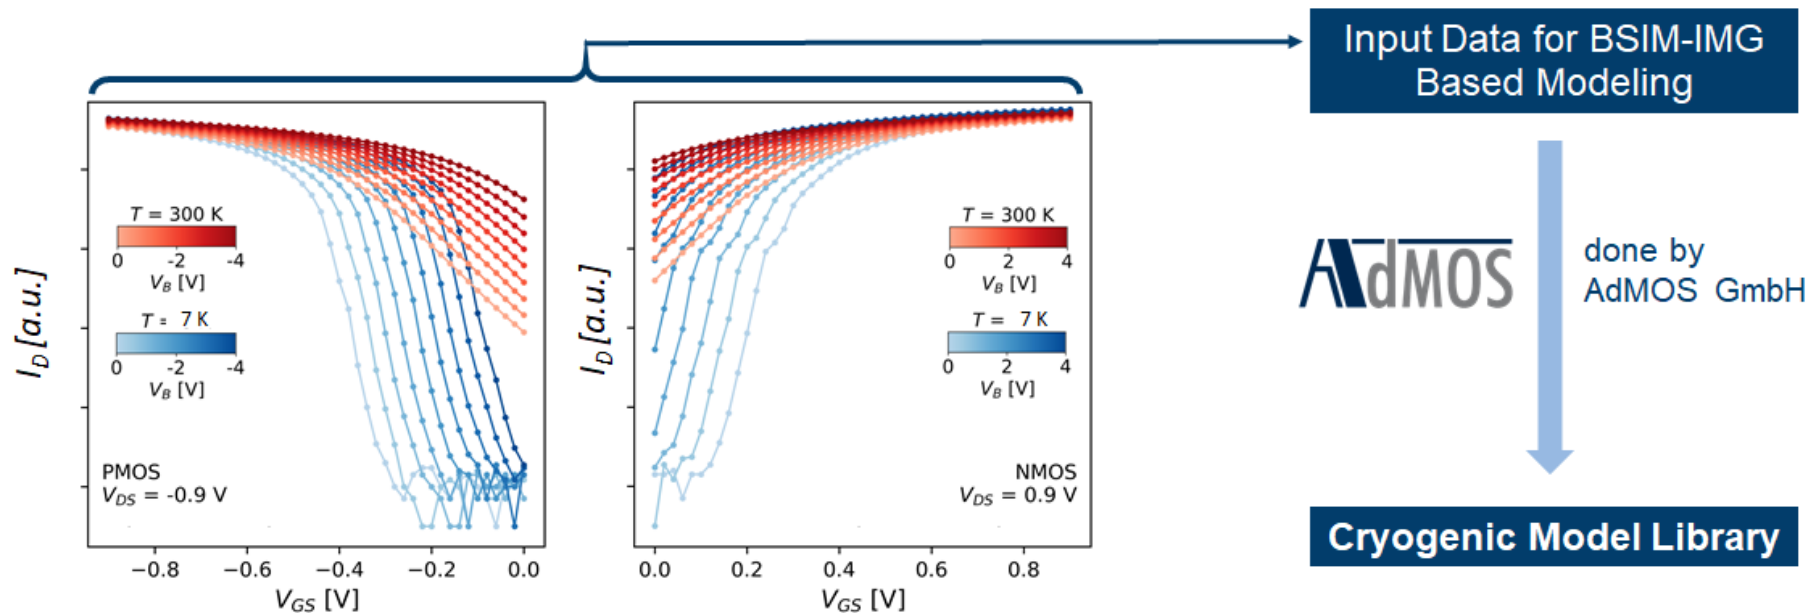 Input Data for BSIM-IMG
Based Modeling
I_D [a.u.]
T = 300 K
0 -2 -4
V_B [V]
T = 7 K
0 -2 -4
V_B [V]
PMOS
V_DS = -0.9 V
−0.8 −0.6 −0.4 −0.2 0.0
V_GS [V]
I_D [a.u.]
T = 300 K
0 2 4
V_B [V]
T = 7 K
0 2 4
V_B [V]
NMOS
V_DS = 0.9 V
0.0 0.2 0.4 0.6 0.8
V_GS [V]
AdMOS
done by
AdMOS GmbH
Cryogenic Model Library